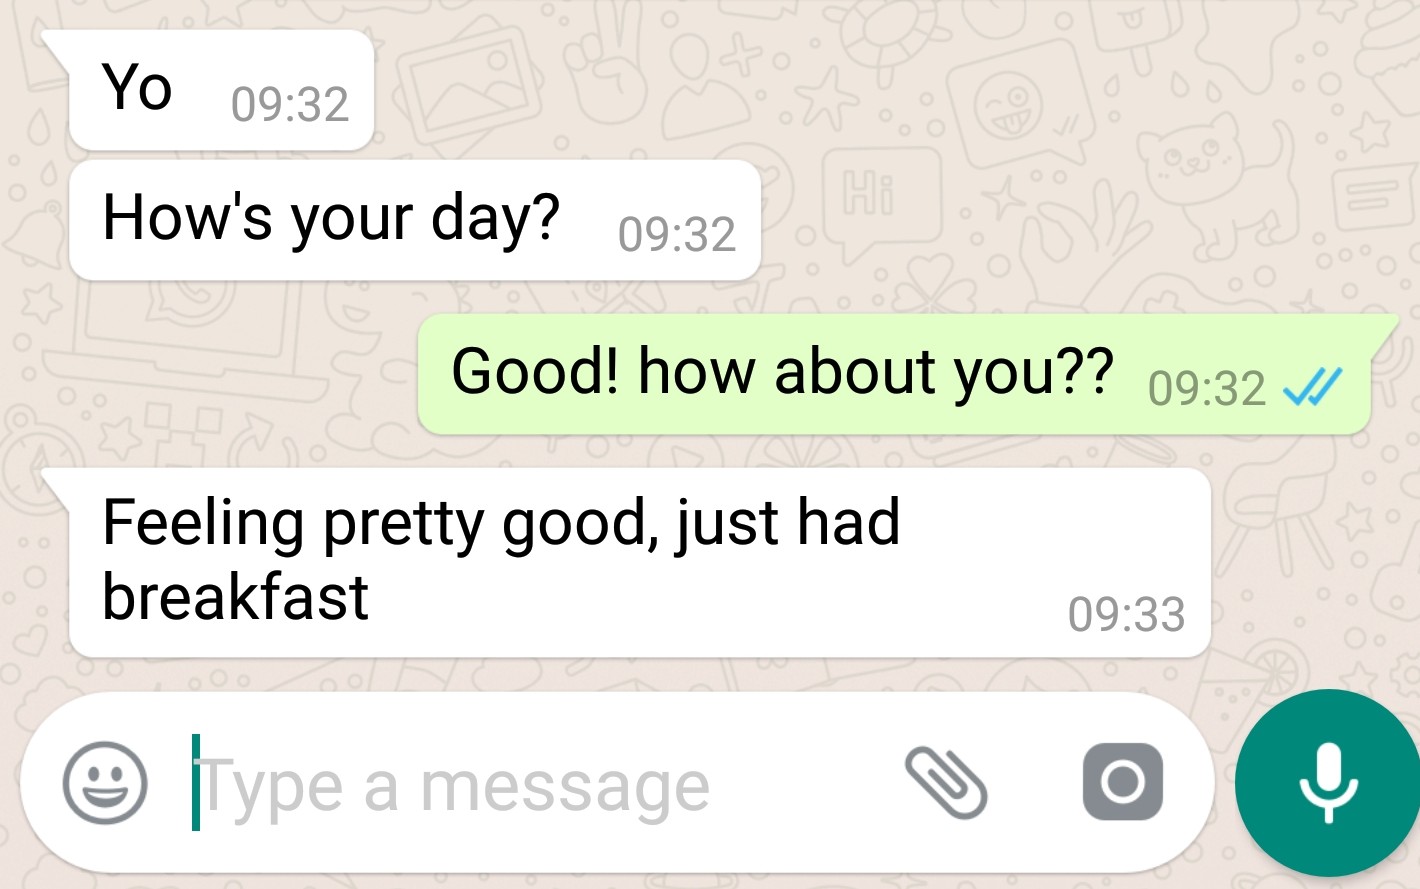 Yo 09:32
How's your day? 09:32
Hi
Good! how about you?? 09:32
Feeling pretty good, just had
breakfast 09:33
Type a message